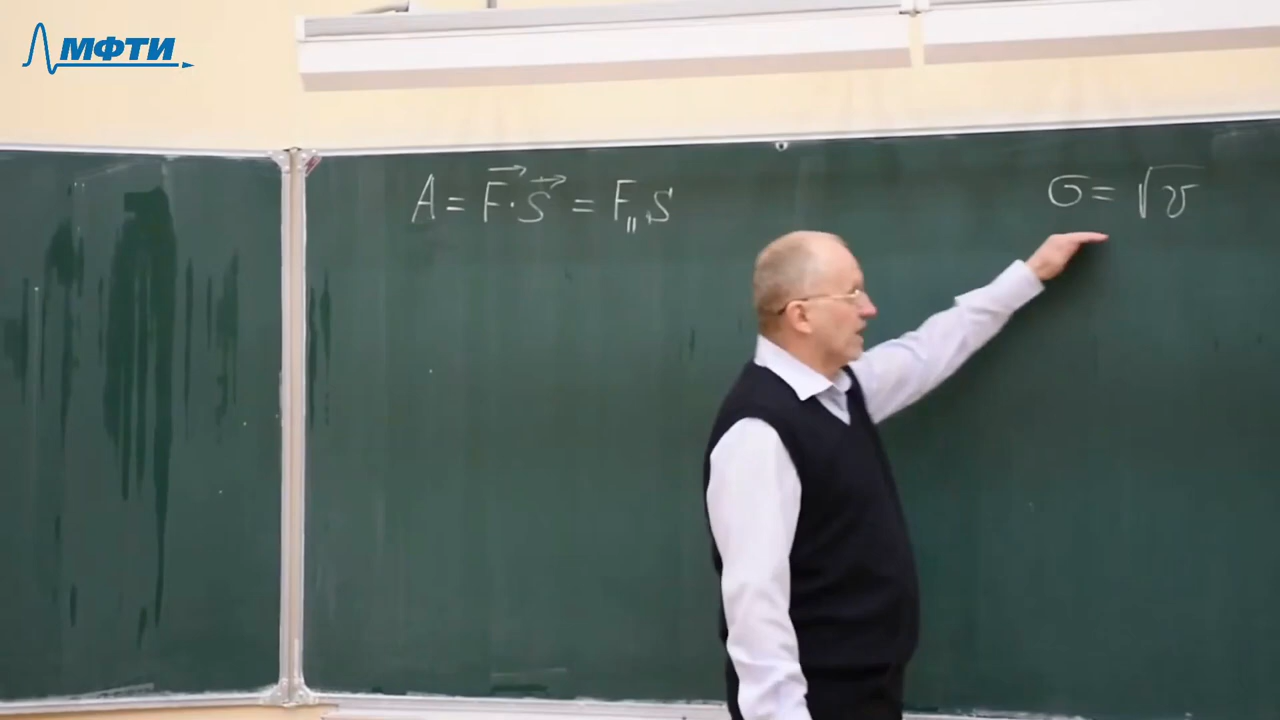 МФТИ
A = F⃗·S⃗ = F∥·S
σ = √v